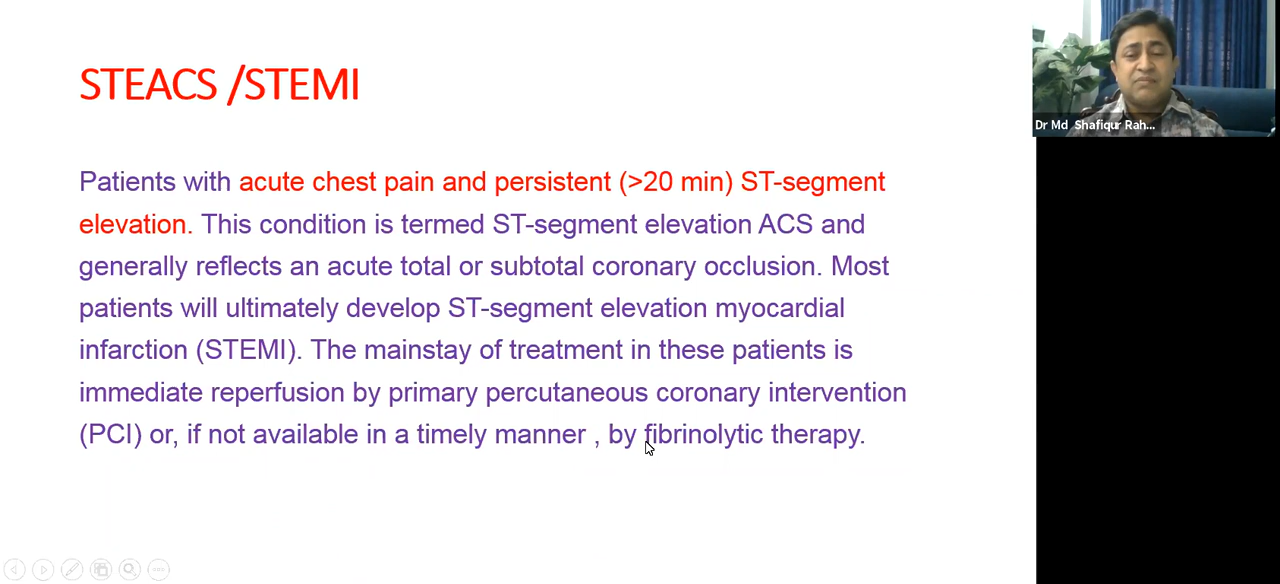 STEACS /STEMI
Patients with acute chest pain and persistent (>20 min) ST-segment
elevation. This condition is termed ST-segment elevation ACS and
generally reflects an acute total or subtotal coronary occlusion. Most
patients will ultimately develop ST-segment elevation myocardial
infarction (STEMI). The mainstay of treatment in these patients is
immediate reperfusion by primary percutaneous coronary intervention
(PCI) or, if not available in a timely manner , by fibrinolytic therapy.
Dr Md Shafiqur Rah...